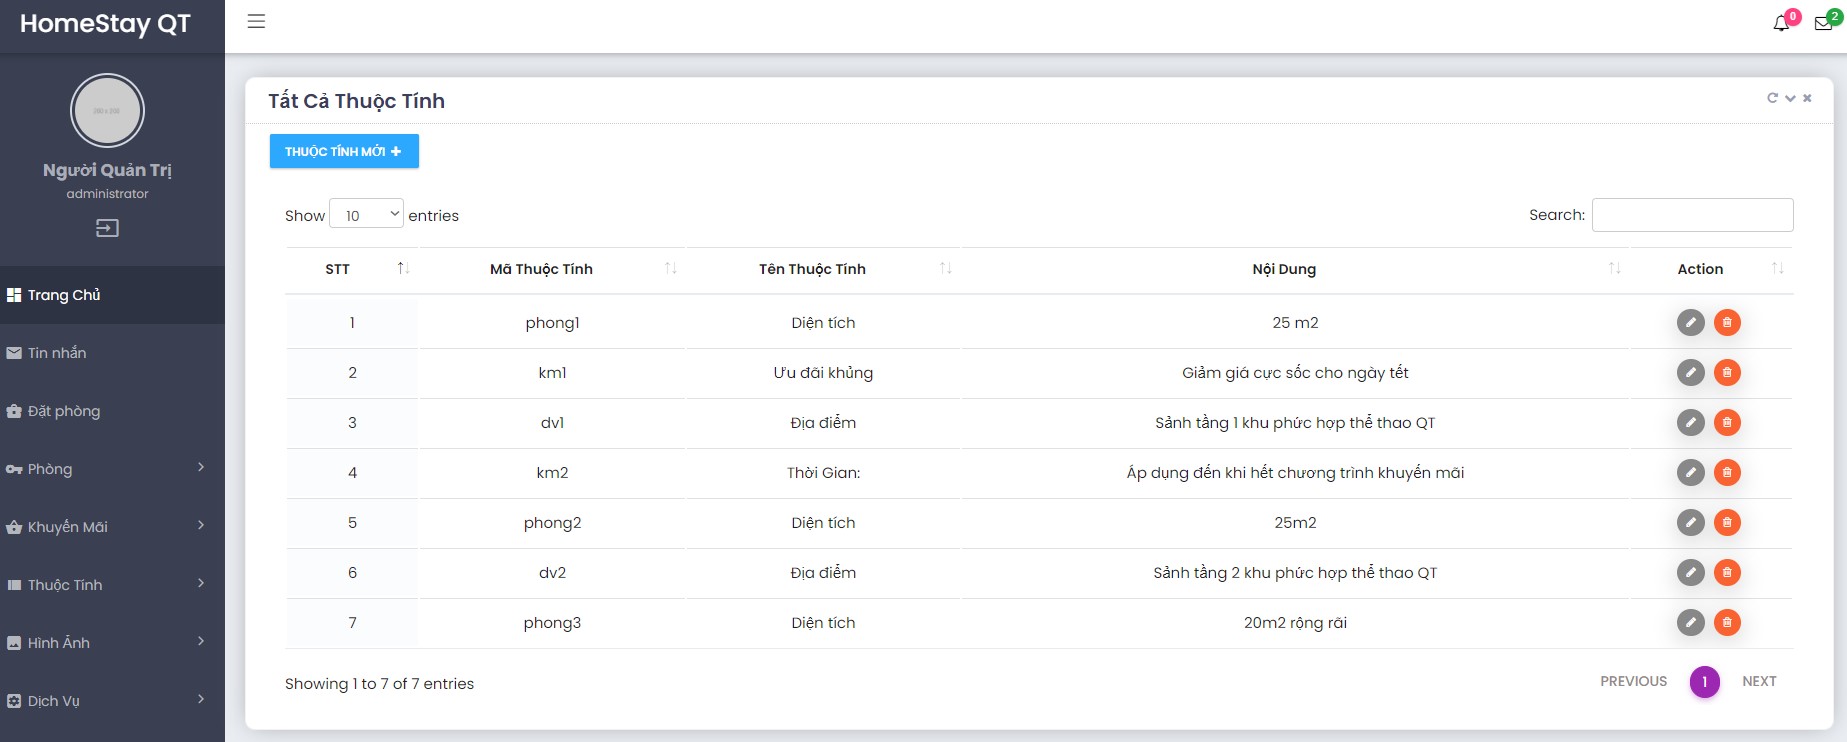 HomeStay QT
0
2
Người Quản Trị
administrator
Trang Chủ
Tin nhắn
Đặt phòng
Phòng
Khuyến Mãi
Thuộc Tính
Hình Ảnh
Dịch Vụ
Tất Cả Thuộc Tính
THUỘC TÍNH MỚI
Show 10 entries
Search:
STT Mã Thuộc Tính Tên Thuộc Tính Nội Dung Action
1 phong1 Diện tích 25 m2
2 km1 Ưu đãi khủng Giảm giá cực sốc cho ngày tết
3 dv1 Địa điểm Sảnh tầng 1 khu phức hợp thể thao QT
4 km2 Thời Gian: Áp dụng đến khi hết chương trình khuyến mãi
5 phong2 Diện tích 25m2
6 dv2 Địa điểm Sảnh tầng 2 khu phức hợp thể thao QT
7 phong3 Diện tích 20m2 rộng rãi
Showing 1 to 7 of 7 entries
PREVIOUS 1 NEXT